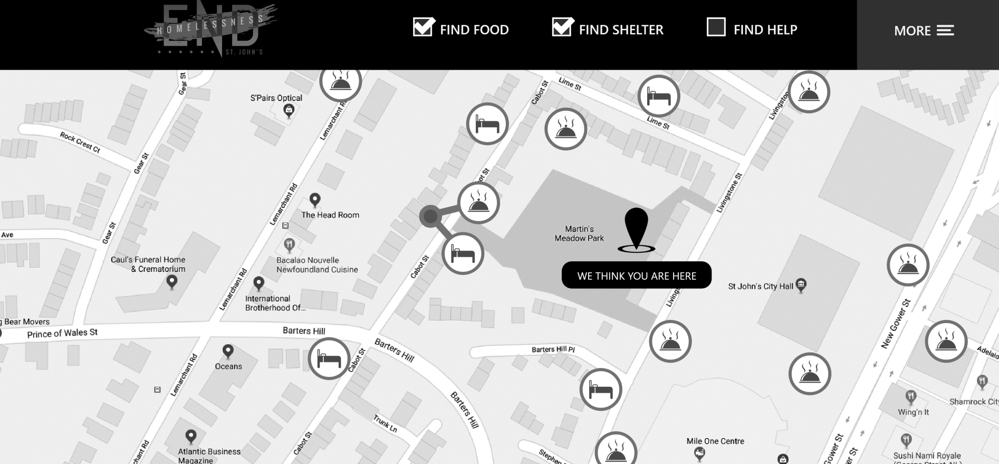 END
HOMELESSNESS
ST. JOHN'S
FIND FOOD
FIND SHELTER
FIND HELP
MORE
Gear St
S'Pairs Optical
Lemarchant Rd
Cabot St
Lime St
Lime St
Livingston
Rock Crest Ct
Gear St
Lemarchant Rd
ot St
Livingstone St
The Head Room
Ave
Gear St
Martin's
Meadow Park
Caul's Funeral Home
& Crematorium
Bacalao Nouvelle
Newfoundland Cuisine
Cabot St
WE THINK YOU ARE HERE
St John's City Hall
Lemarchant Rd
International
Brotherhood Of...
Livings
New Gower St
g Bear Movers
Prince of Wales St
Barters Hill
Barters Hill
Barters Hill Pl
Adelaid
Oceans
Cabot St
Lemarchant Rd
Barters Hill
Shamrock City
Wing'n It
Trunk Ln
Cabot St
Mile One Centre
Atlantic Business
Magazine
chant Rd
Stephen
Gower St
er St
Sushi Nami Royale
(George Street, NL)